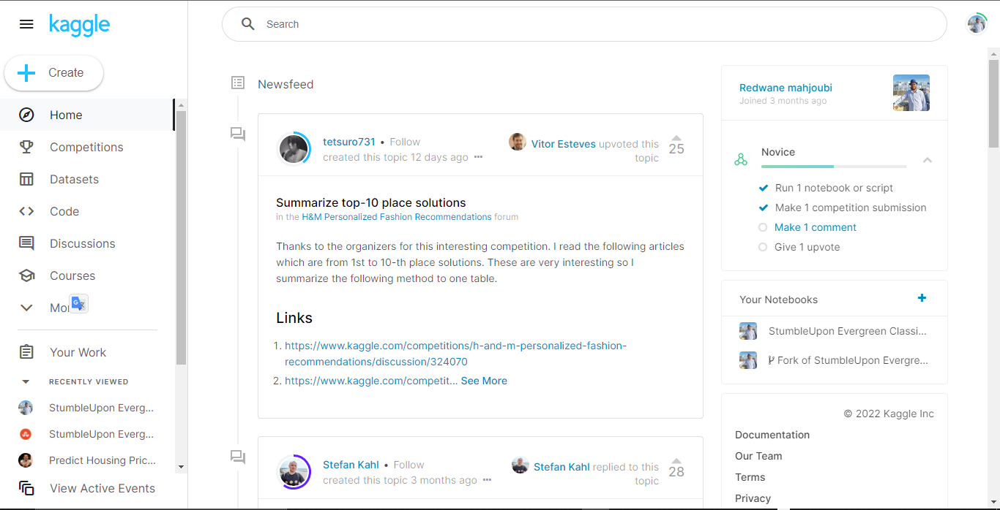 kaggle
Search
Create
Home
Competitions
Datasets
Code
Discussions
Courses
Your Work
RECENTLY VIEWED
StumbleUpon Everg...
StumbleUpon Everg...
Predict Housing Pric...
View Active Events
Newsfeed
tetsuro731 • Follow
created this topic 12 days ago •••
Vitor Esteves upvoted this
topic
25
Summarize top-10 place solutions
in the H&M Personalized Fashion Recommendations forum
Thanks to the organizers for this interesting competition. I read the following articles
which are from 1st to 10-th place solutions. These are very interesting so I
summarize the following method to one table.
Links
1. https://www.kaggle.com/competitions/h-and-m-personalized-fashion-
recommendations/discussion/324070
2. https://www.kaggle.com/competit... See More
Stefan Kahl • Follow
created this topic 3 months ago •••
Stefan Kahl replied to this
topic
28
Redwane mahjoubi
Joined 3 months ago
Novice
Run 1 notebook or script
Make 1 competition submission
Make 1 comment
Give 1 upvote
Your Notebooks
StumbleUpon Evergreen Classi...
Fork of StumbleUpon Evergre...
© 2022 Kaggle Inc
Documentation
Our Team
Terms
Privacy